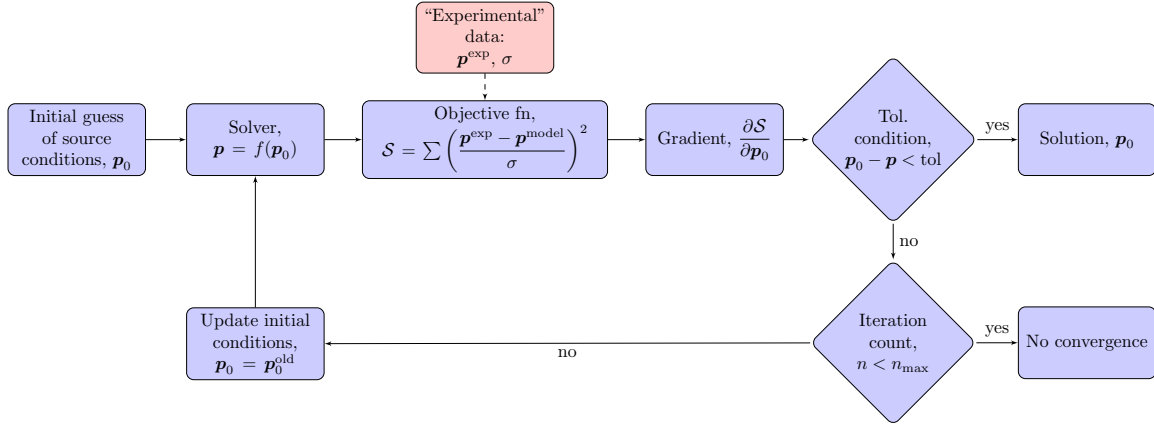 “Experimental”
data:
p^exp, σ
Initial guess
of source
conditions, p_0
Solver,
p = f(p_0)
Objective fn,
S = ∑ ( (p^exp − p^model) / σ )^2
Gradient, ∂S / ∂p_0
Tol.
condition,
p_0 − p < tol
yes
Solution, p_0
no
Update initial
conditions,
p_0 = p_0^old
no
Iteration
count,
n < n_max
yes
No convergence